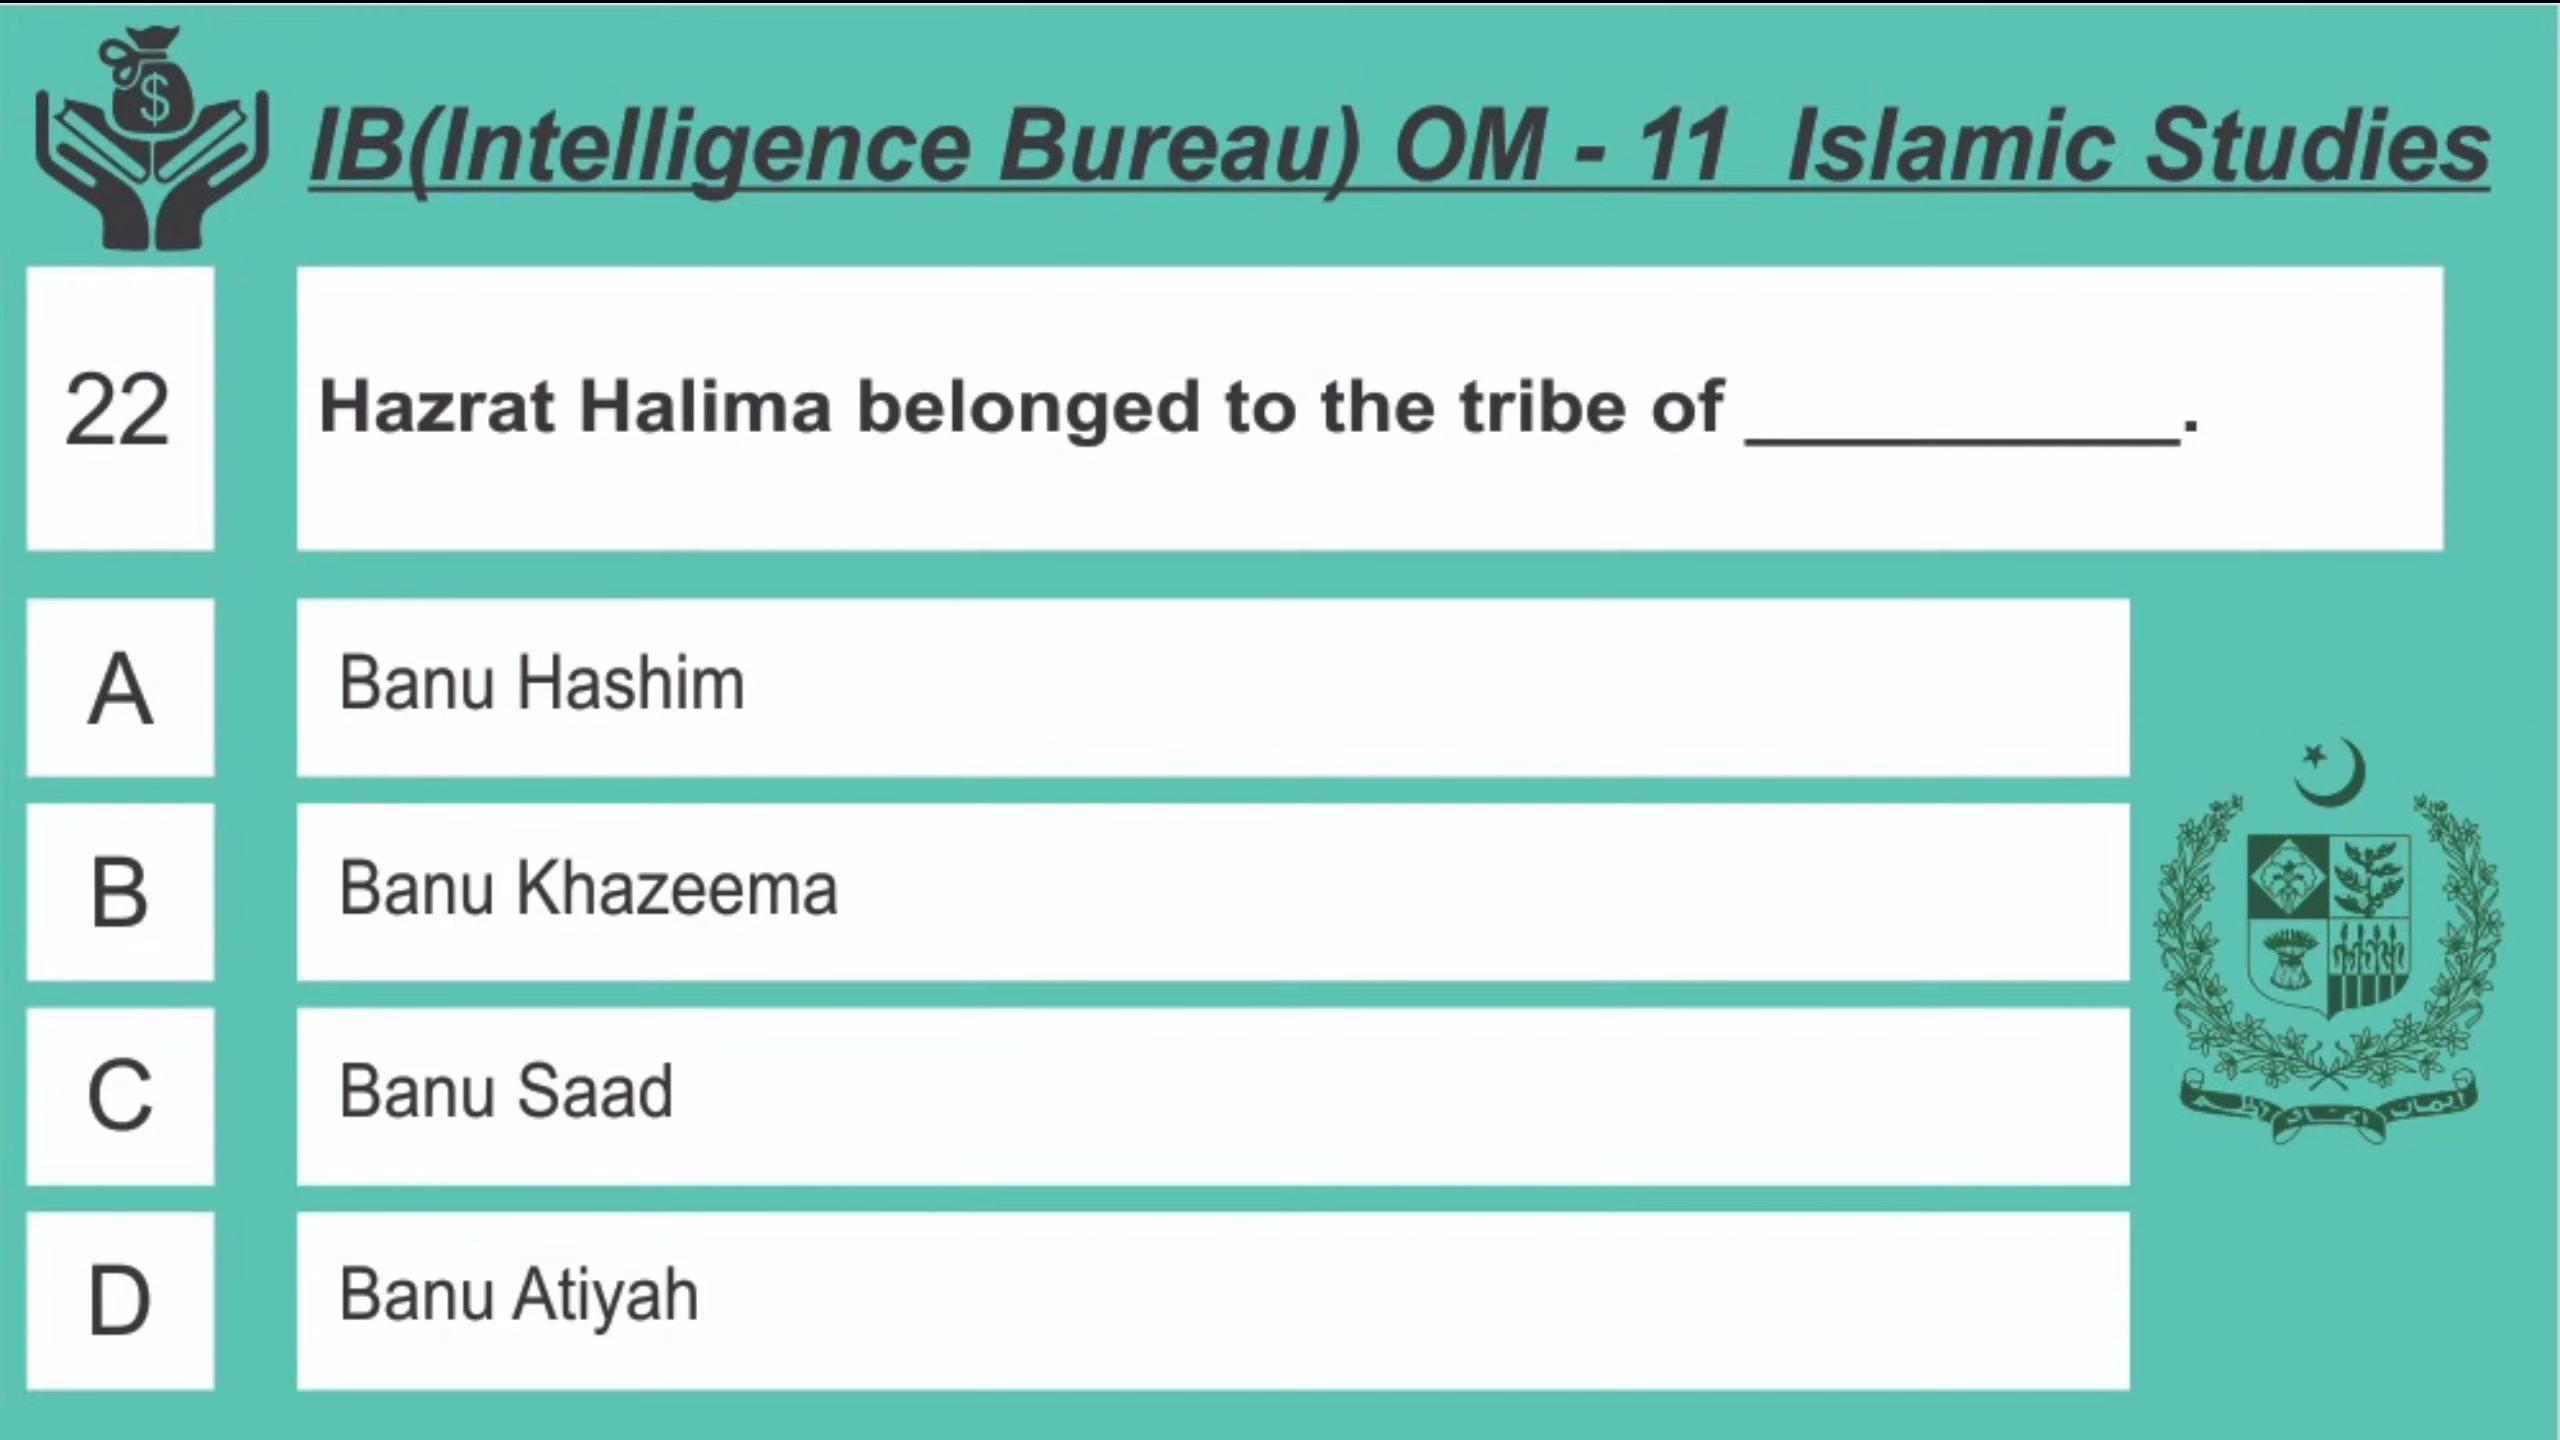 $
IB(Intelligence Bureau) OM - 11 Islamic Studies
22
Hazrat Halima belonged to the tribe of ___________.
A
Banu Hashim
B
Banu Khazeema
C
Banu Saad
D
Banu Atiyah